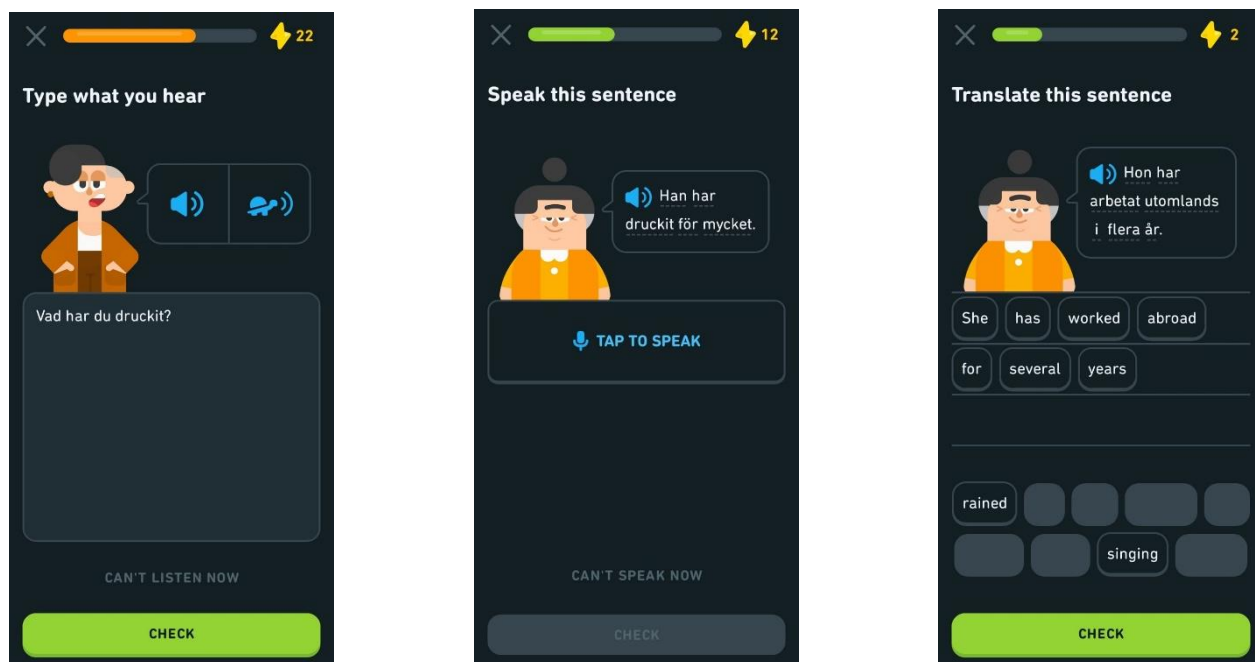 22
Type what you hear
Vad har du druckit?
CAN'T LISTEN NOW
CHECK
12
Speak this sentence
Han har
druckit för mycket.
TAP TO SPEAK
CAN'T SPEAK NOW
CHECK
2
Translate this sentence
Hon har
arbetat utomlands
i flera år.
She has worked abroad
for several years
rained
singing
CHECK